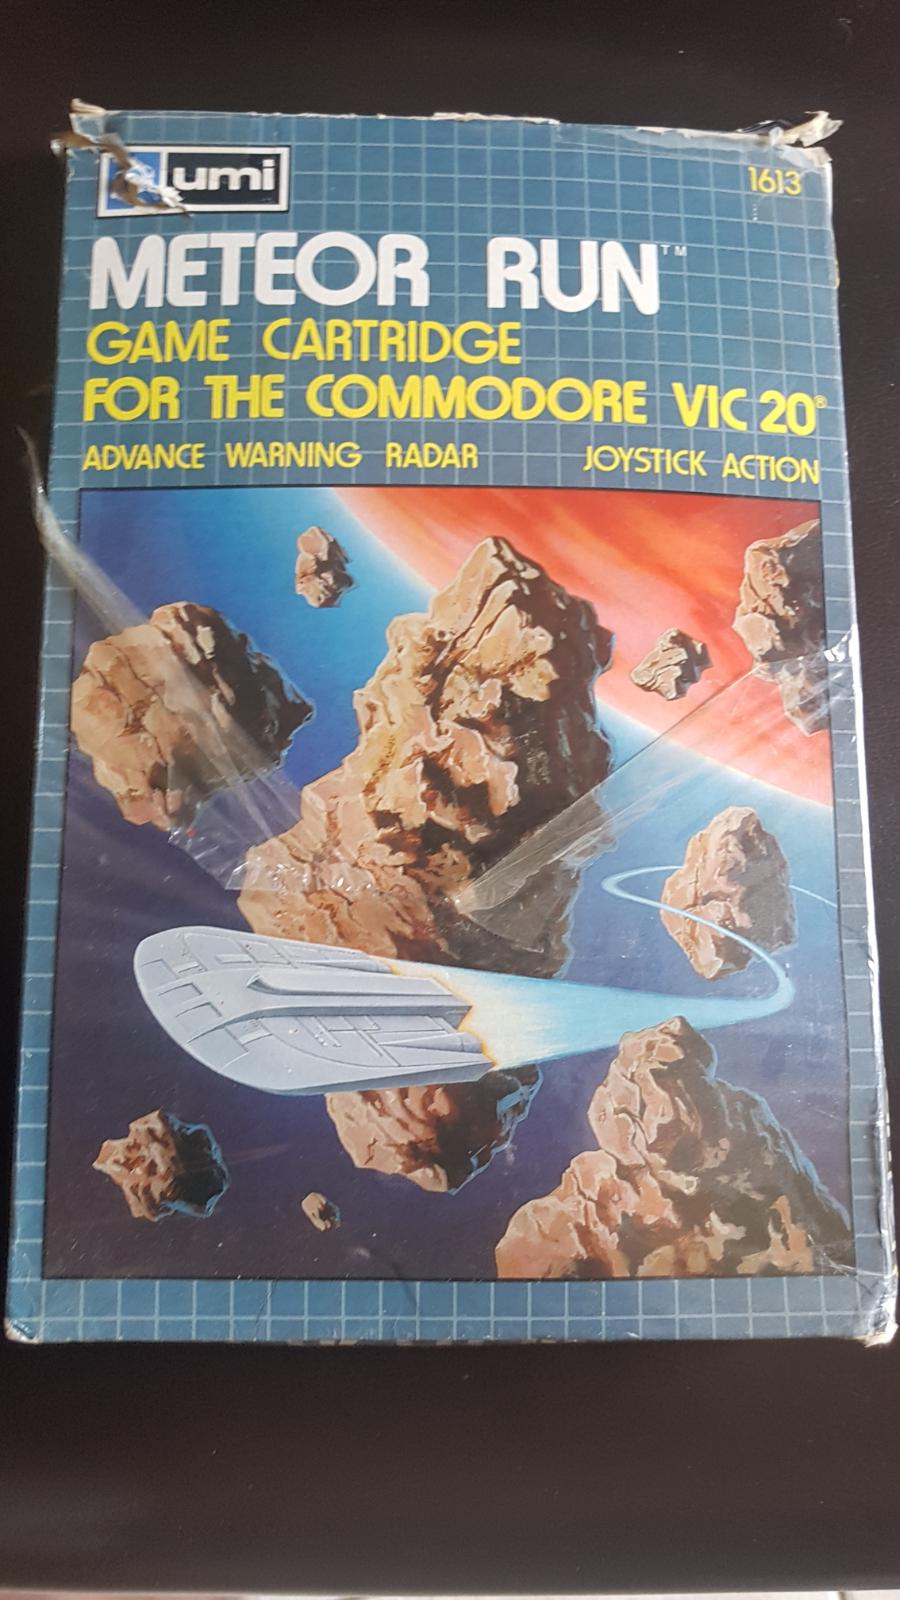 umi
1613
METEOR RUN™
GAME CARTRIDGE
FOR THE COMMODORE VIC 20®
ADVANCE WARNING RADAR JOYSTICK ACTION